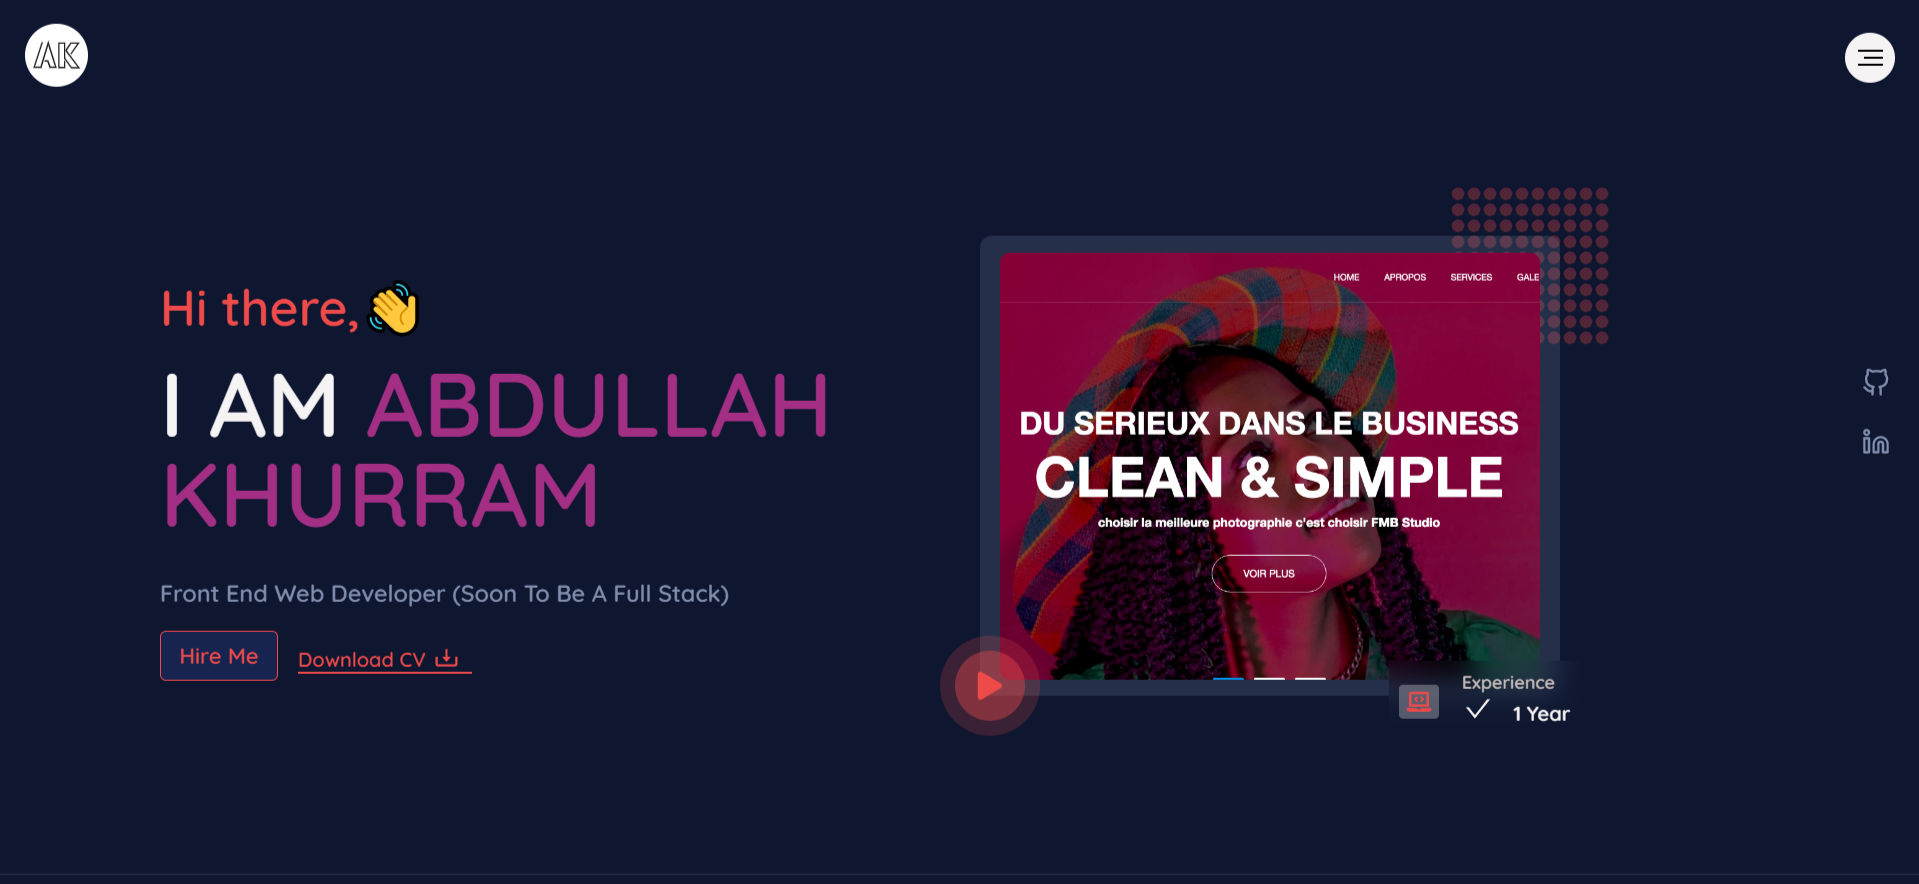 AK
Hi there,
I AM ABDULLAH
KHURRAM
Front End Web Developer (Soon To Be A Full Stack)
Hire Me
Download CV
HOME APROPOS SERVICES GALE
DU SERIEUX DANS LE BUSINESS
CLEAN & SIMPLE
choisir la meilleure photographie c'est choisir FMB Studio
VOIR PLUS
Experience
1 Year
in